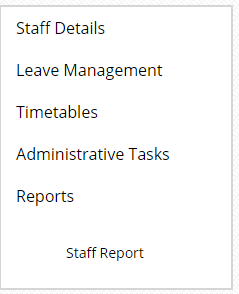 Staff Details
Leave Management
Timetables
Administrative Tasks
Reports
Staff Report